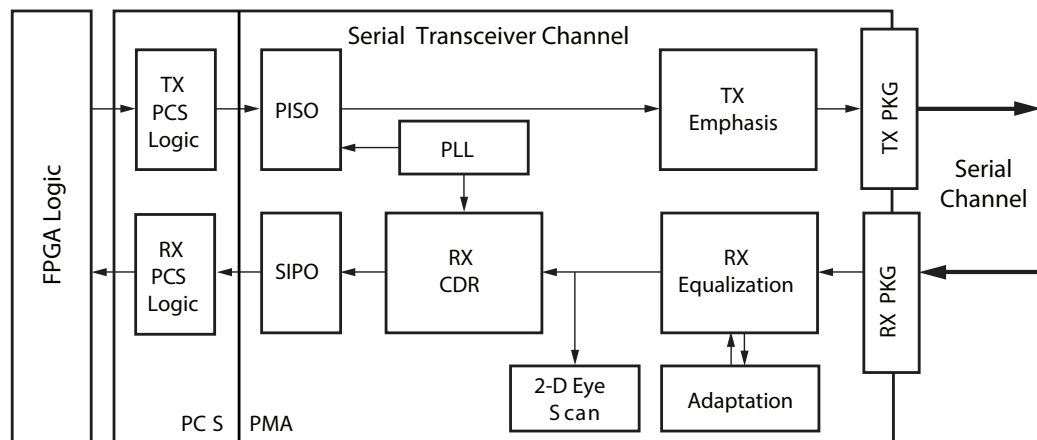 Serial Transceiver Channel
FPGA Logic
TX
PCS
Logic
PISO
PLL
TX
Emphasis
TX PKG
Serial
Channel
RX
PCS
Logic
SIPO
RX
CDR
RX
Equalization
RX PKG
2-D Eye
S can
Adaptation
PC S
PMA